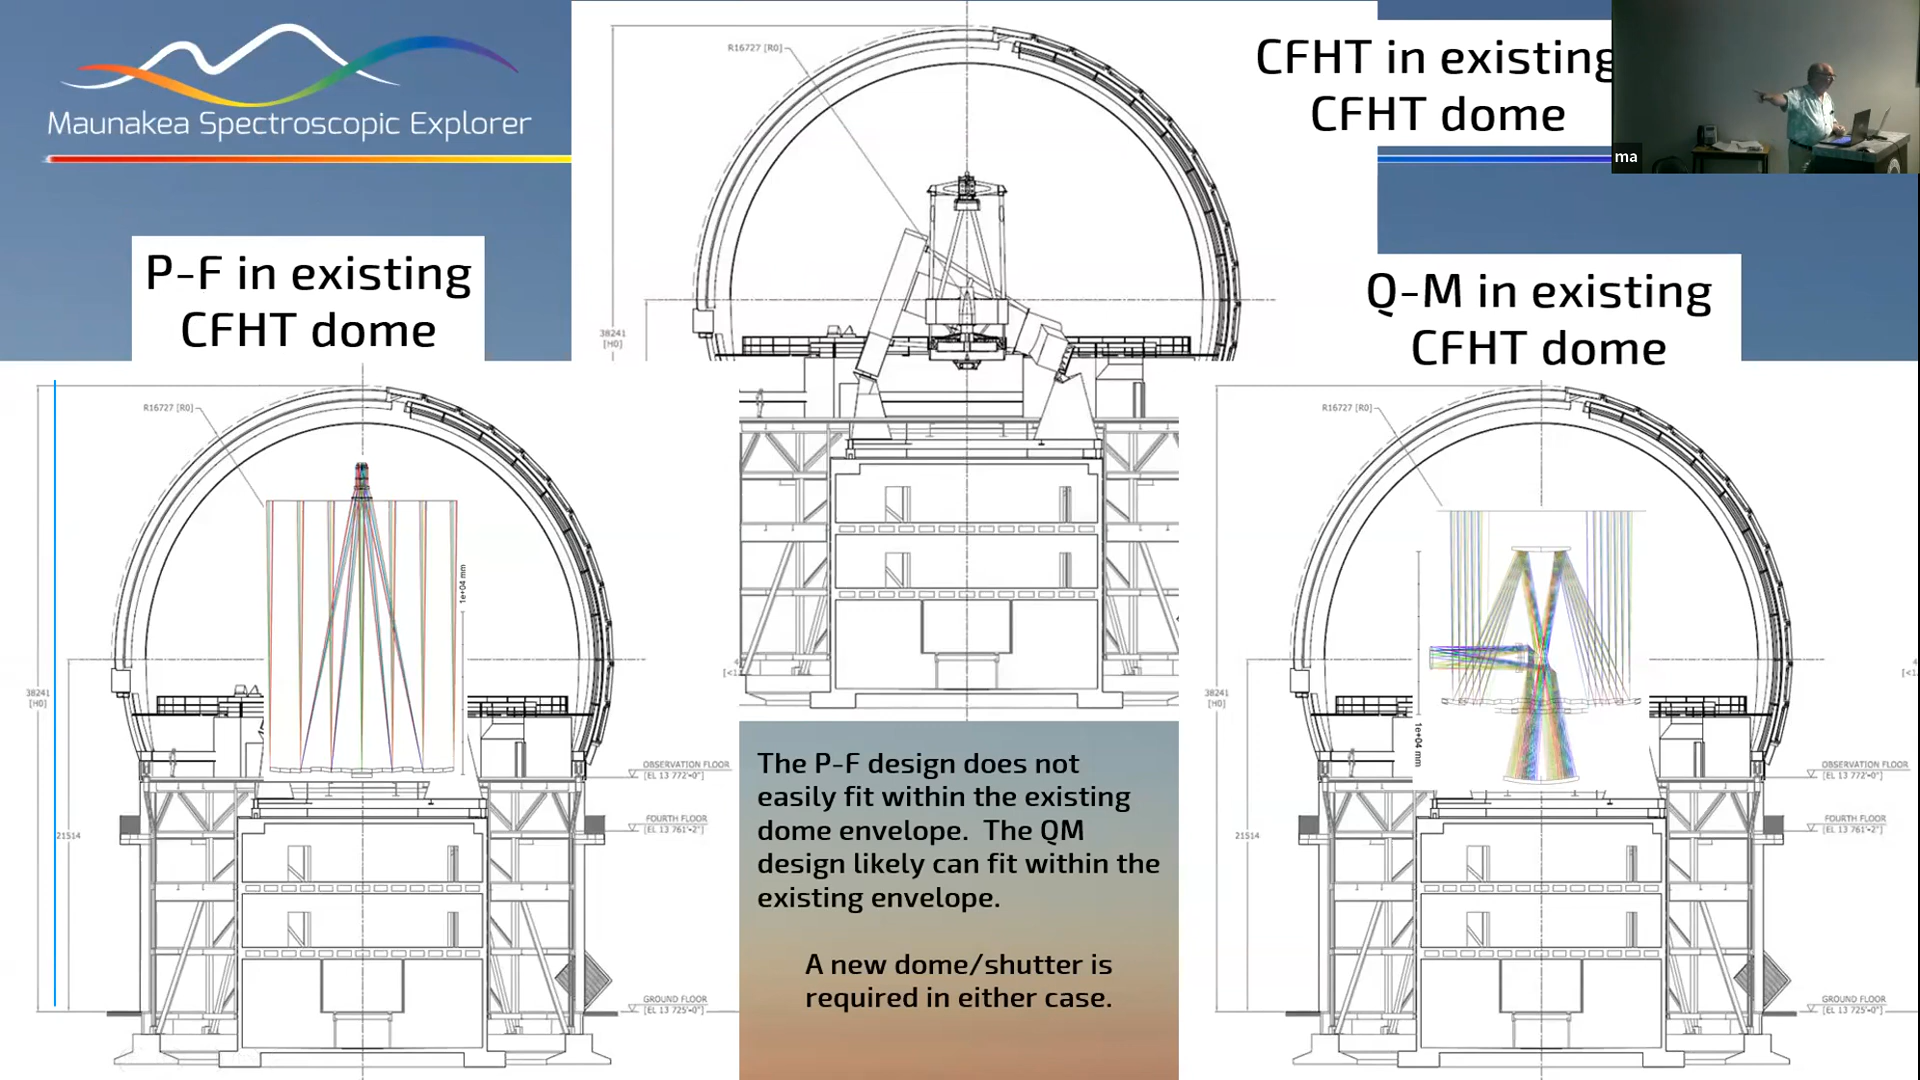 Maunakea Spectroscopic Explorer
R16727 [R0]
38241
[H0]
CFHT in existing
CFHT dome
ma
P-F in existing
CFHT dome
R16727 [R0]
1e+04 mm
38241
[H0]
21514
OBSERVATION FLOOR
[EL 13 772'-0"]
FOURTH FLOOR
[EL 13 761'-2"]
GROUND FLOOR
[EL 13 725'-0"]
The P-F design does not
easily fit within the existing
dome envelope. The QM
design likely can fit within the
existing envelope.
A new dome/shutter is
required in either case.
Q-M in existing
CFHT dome
R16727 [R0]
1e+04 mm
38241
[H0]
21514
OBSERVATION FLOOR
[EL 13 772'-0"]
FOURTH FLOOR
[EL 13 761'-2"]
GROUND FLOOR
[EL 13 725'-0"]